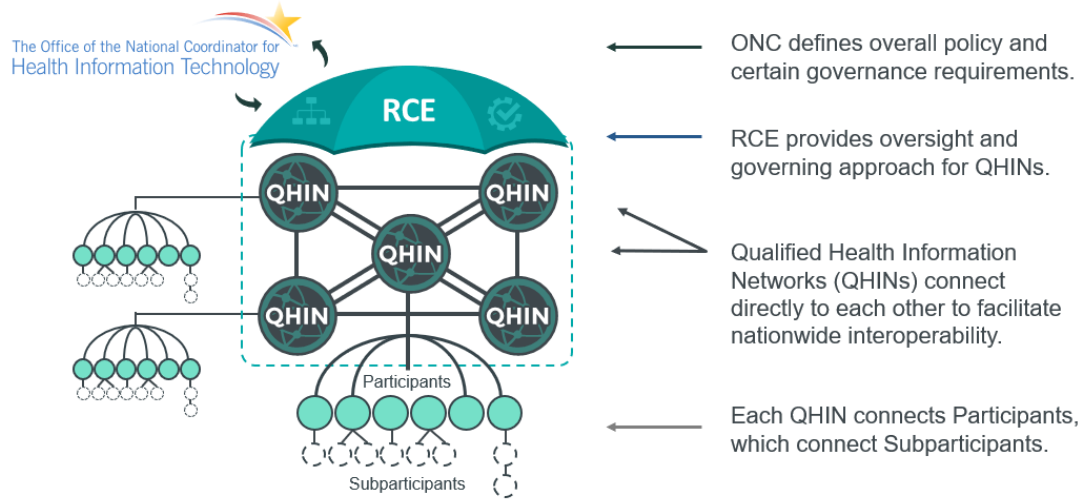 The Office of the National Coordinator for
Health Information Technology
RCE
QHIN
QHIN
QHIN
QHIN
QHIN
Participants
Subparticipants
ONC defines overall policy and
certain governance requirements.
RCE provides oversight and
governing approach for QHINs.
Qualified Health Information
Networks (QHINs) connect
directly to each other to facilitate
nationwide interoperability.
Each QHIN connects Participants,
which connect Subparticipants.